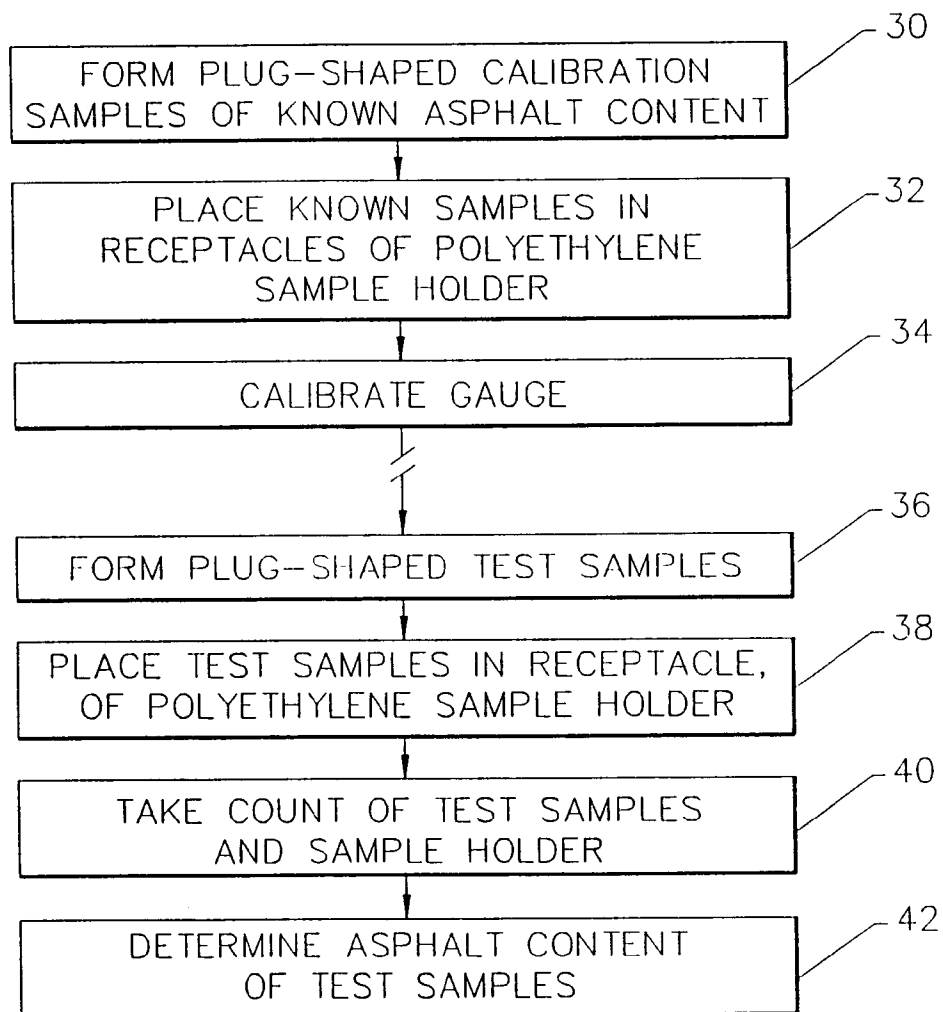 30
FORM PLUG-SHAPED CALIBRATION
SAMPLES OF KNOWN ASPHALT CONTENT
32
PLACE KNOWN SAMPLES IN
RECEPTACLES OF POLYETHYLENE
SAMPLE HOLDER
34
CALIBRATE GAUGE
36
FORM PLUG-SHAPED TEST SAMPLES
38
PLACE TEST SAMPLES IN RECEPTACLE,
OF POLYETHYLENE SAMPLE HOLDER
40
TAKE COUNT OF TEST SAMPLES
AND SAMPLE HOLDER
42
DETERMINE ASPHALT CONTENT
OF TEST SAMPLES